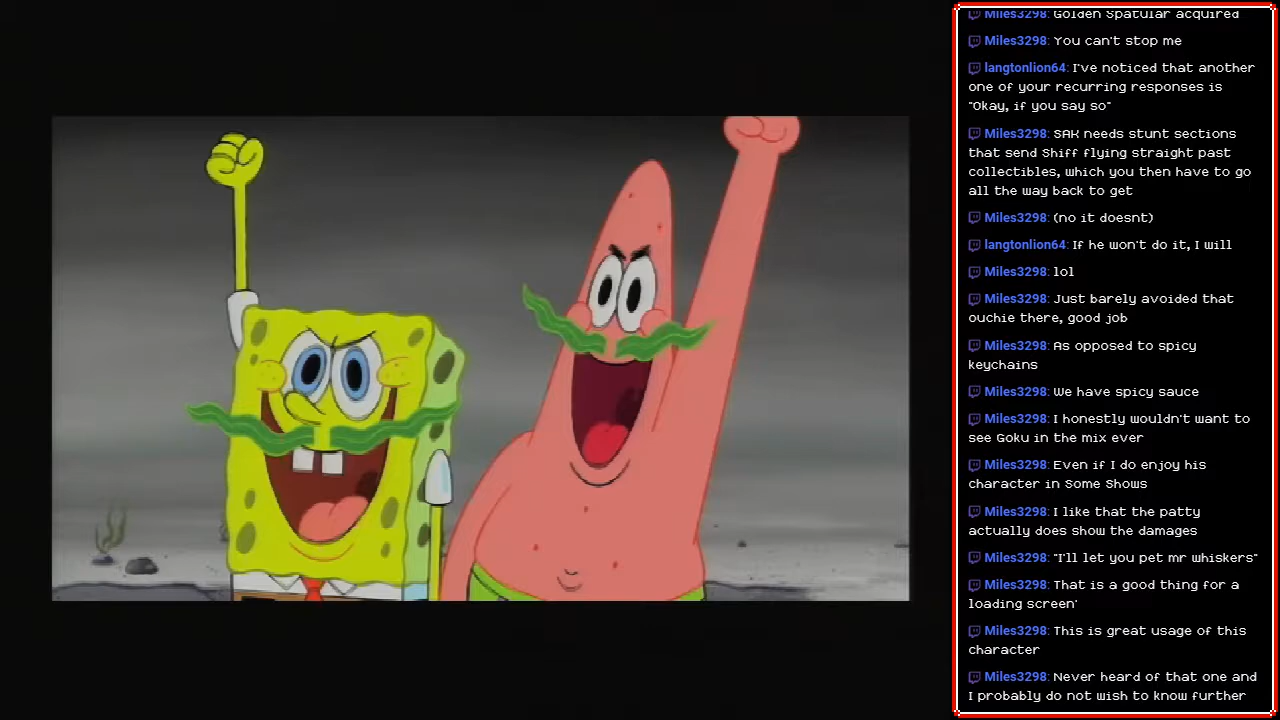 Miles3298: Golden Spatular acquired
Miles3298: You can't stop me
langtonlion64: I've noticed that another
one of your recurring responses is
"Okay, if you say so"
Miles3298: SAK needs stunt sections
that send Shiff flying straight past
collectibles, which you then have to go
all the way back to get
Miles3298: (no it doesnt)
langtonlion64: If he won't do it, I will
Miles3298: lol
Miles3298: Just barely avoided that
ouchie there, good job
Miles3298: As opposed to spicy
keychains
Miles3298: We have spicy sauce
Miles3298: I honestly wouldn't want to
see Goku in the mix ever
Miles3298: Even if I do enjoy his
character in Some Shows
Miles3298: I like that the patty
actually does show the damages
Miles3298: "I'll let you pet mr whiskers"
Miles3298: That is a good thing for a
loading screen'
Miles3298: This is great usage of this
character
Miles3298: Never heard of that one and
I probably do not wish to know further